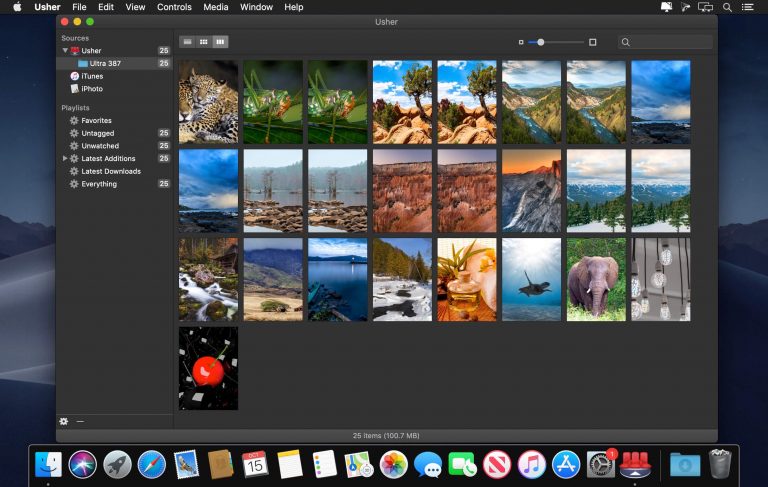 Usher File Edit View Controls Media Window Help
Usher
Sources
Usher 25
Ultra 387 25
iTunes
iPhoto
Playlists
Favorites
Untagged 25
Unwatched 25
Latest Additions 25
Latest Downloads
Everything 25
25 items (100.7 MB)
OCT
15
1